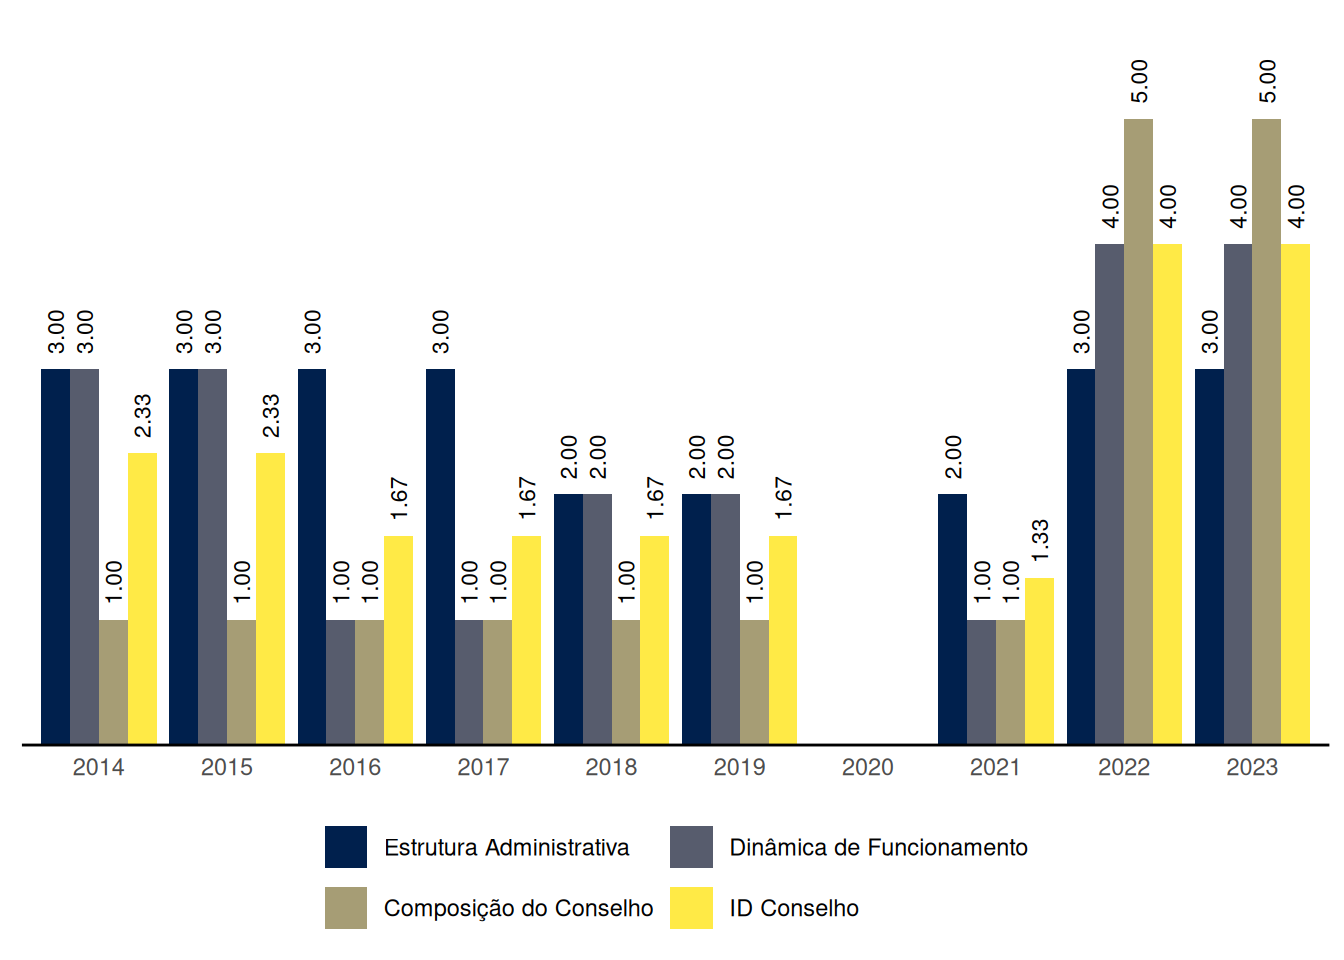 5.00 5.00
4.00 4.00 4.00 4.00
3.00 3.00 3.00 3.00 3.00 3.00 3.00 3.00
2.33 2.33
2.00 2.00 2.00 2.00 2.00
1.67 1.67 1.67 1.67
1.33
1.00 1.00 1.00 1.00 1.00 1.00 1.00 1.00 1.00 1.00
2014 2015 2016 2017 2018 2019 2020 2021 2022 2023
Estrutura Administrativa Dinâmica de Funcionamento
Composição do Conselho ID Conselho